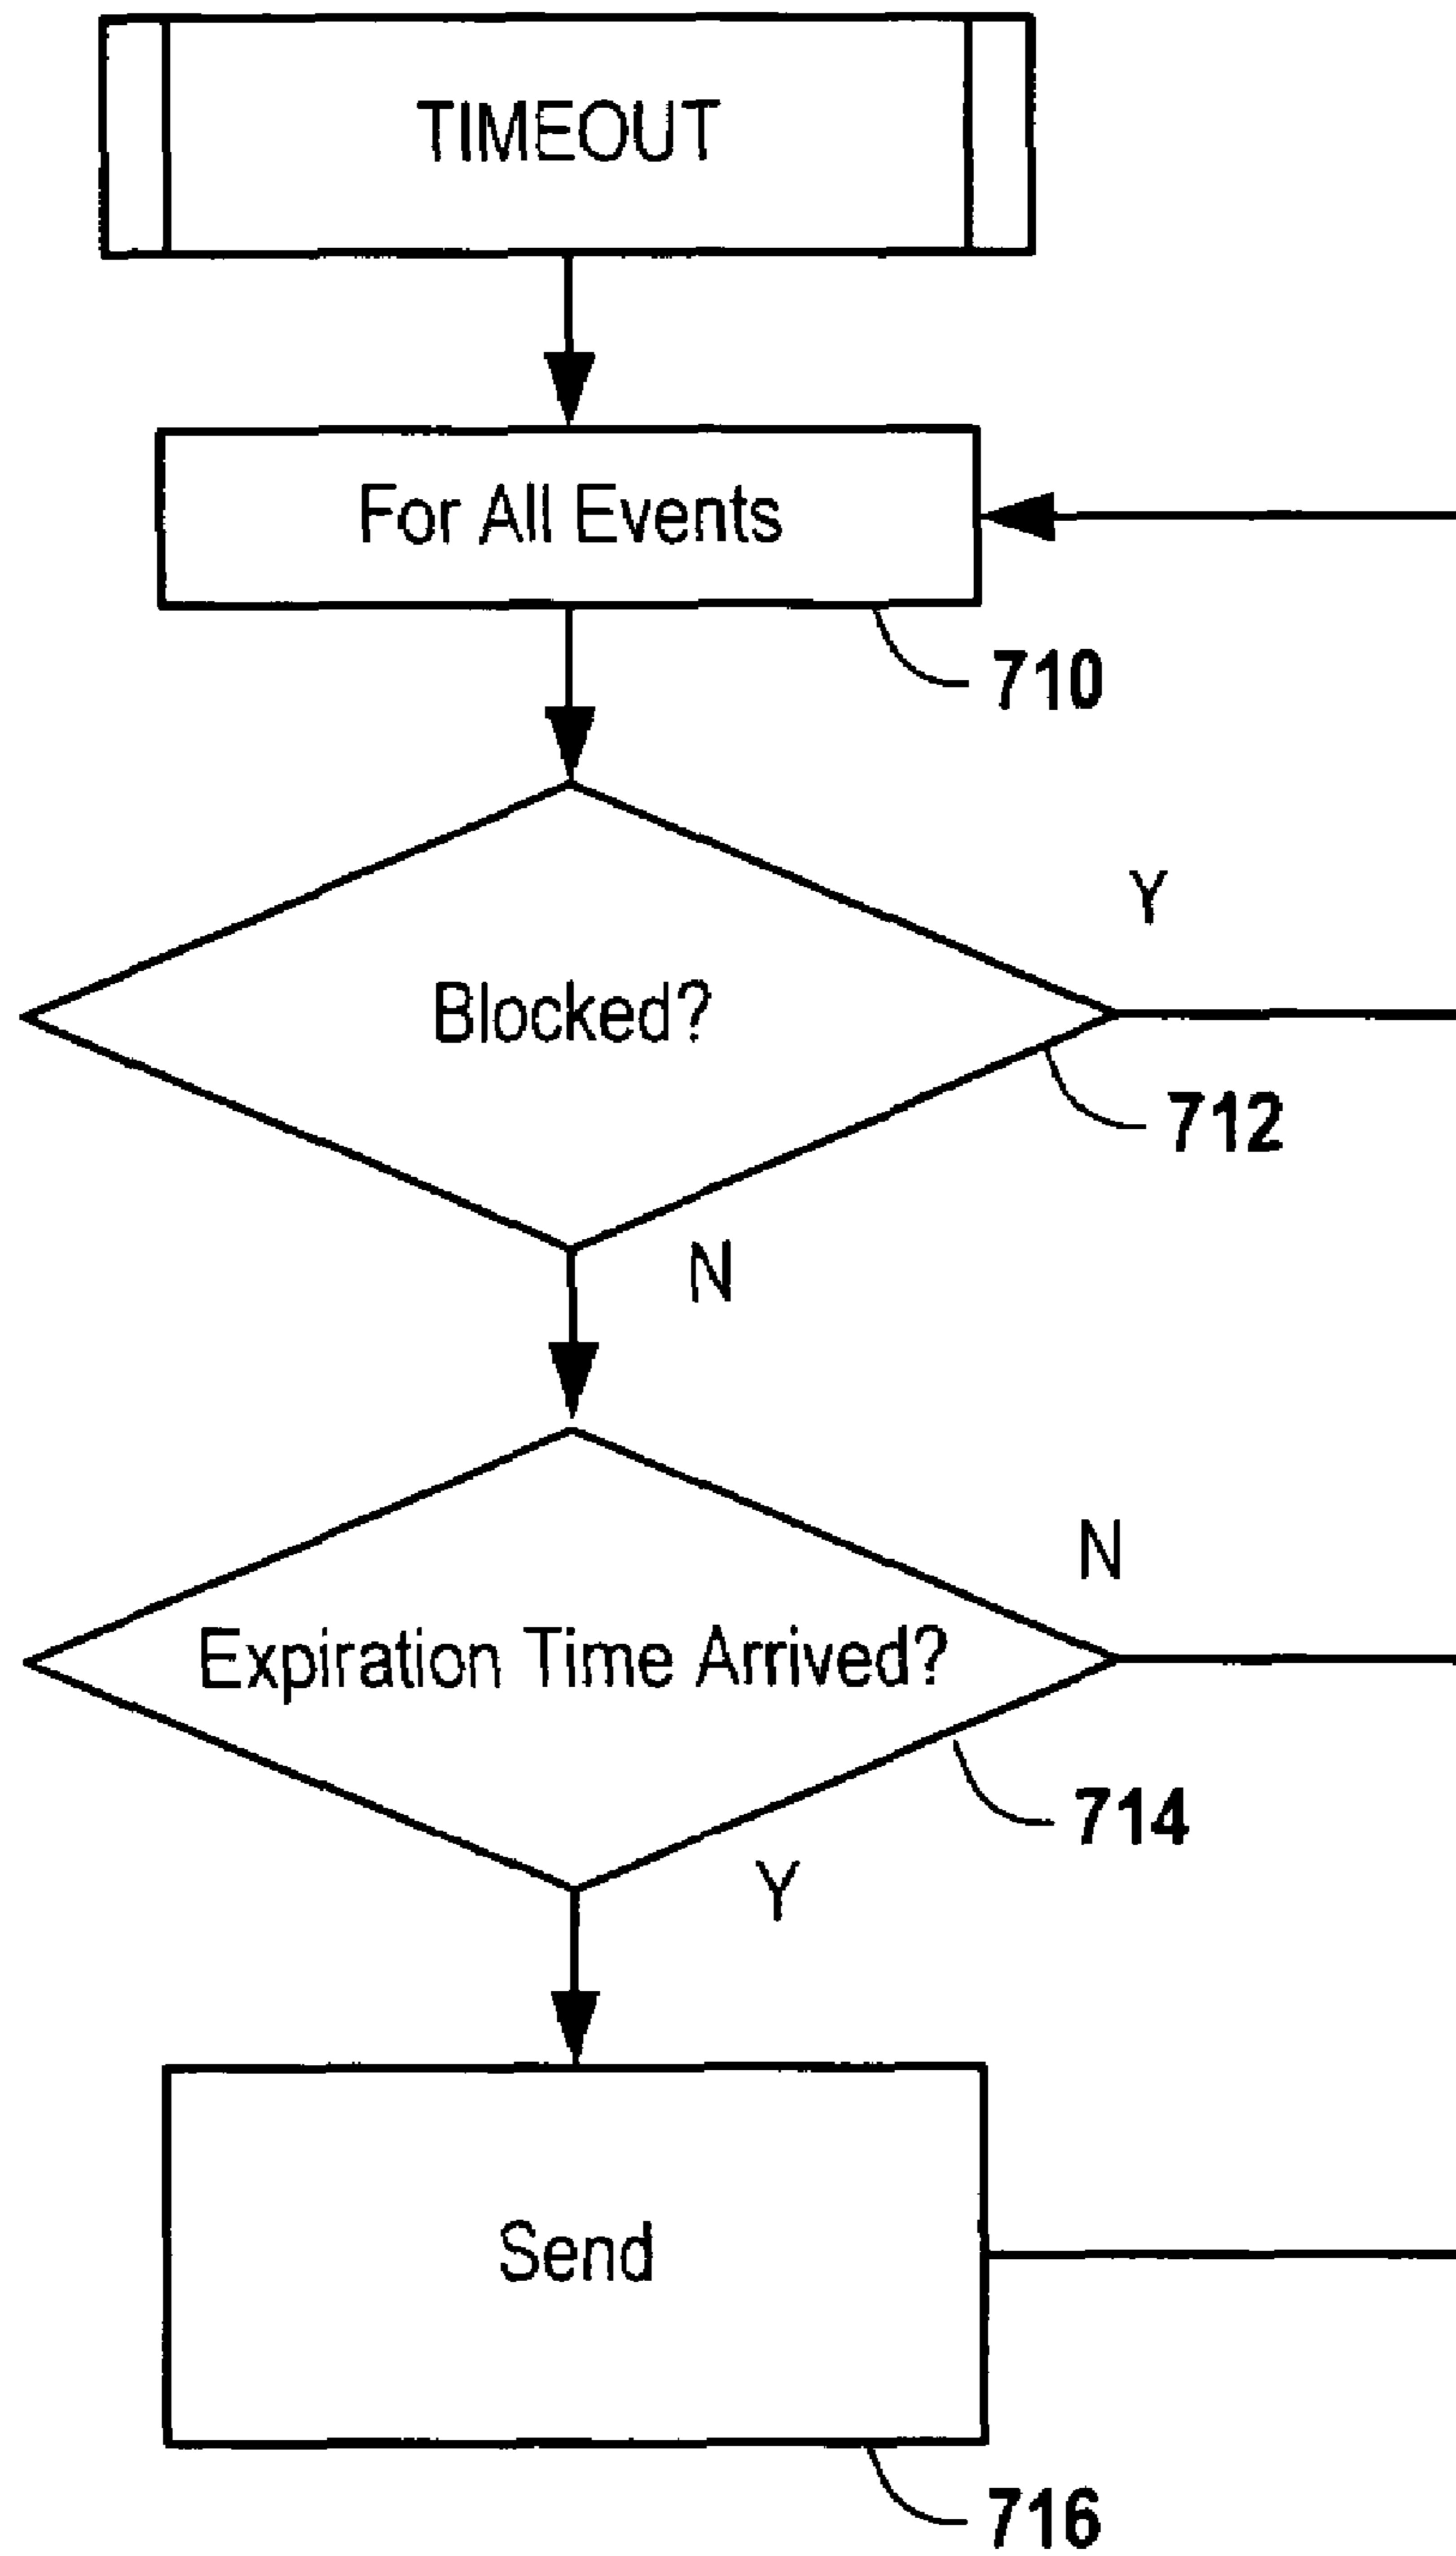 TIMEOUT
For All Events
710
Y
Blocked?
712
N
N
Expiration Time Arrived?
714
Y
Send
716